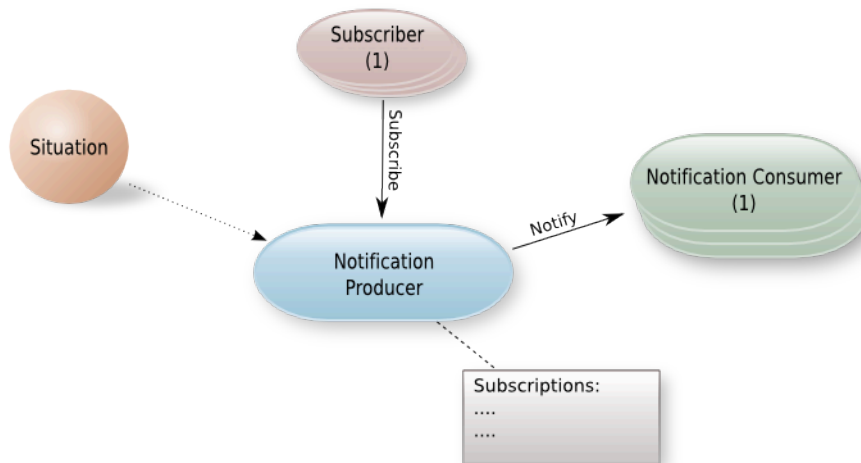 Subscriber
(1)
Subscribe
Situation
Notification Consumer
(1)
Notify
Notification
Producer
Subscriptions:
....
....